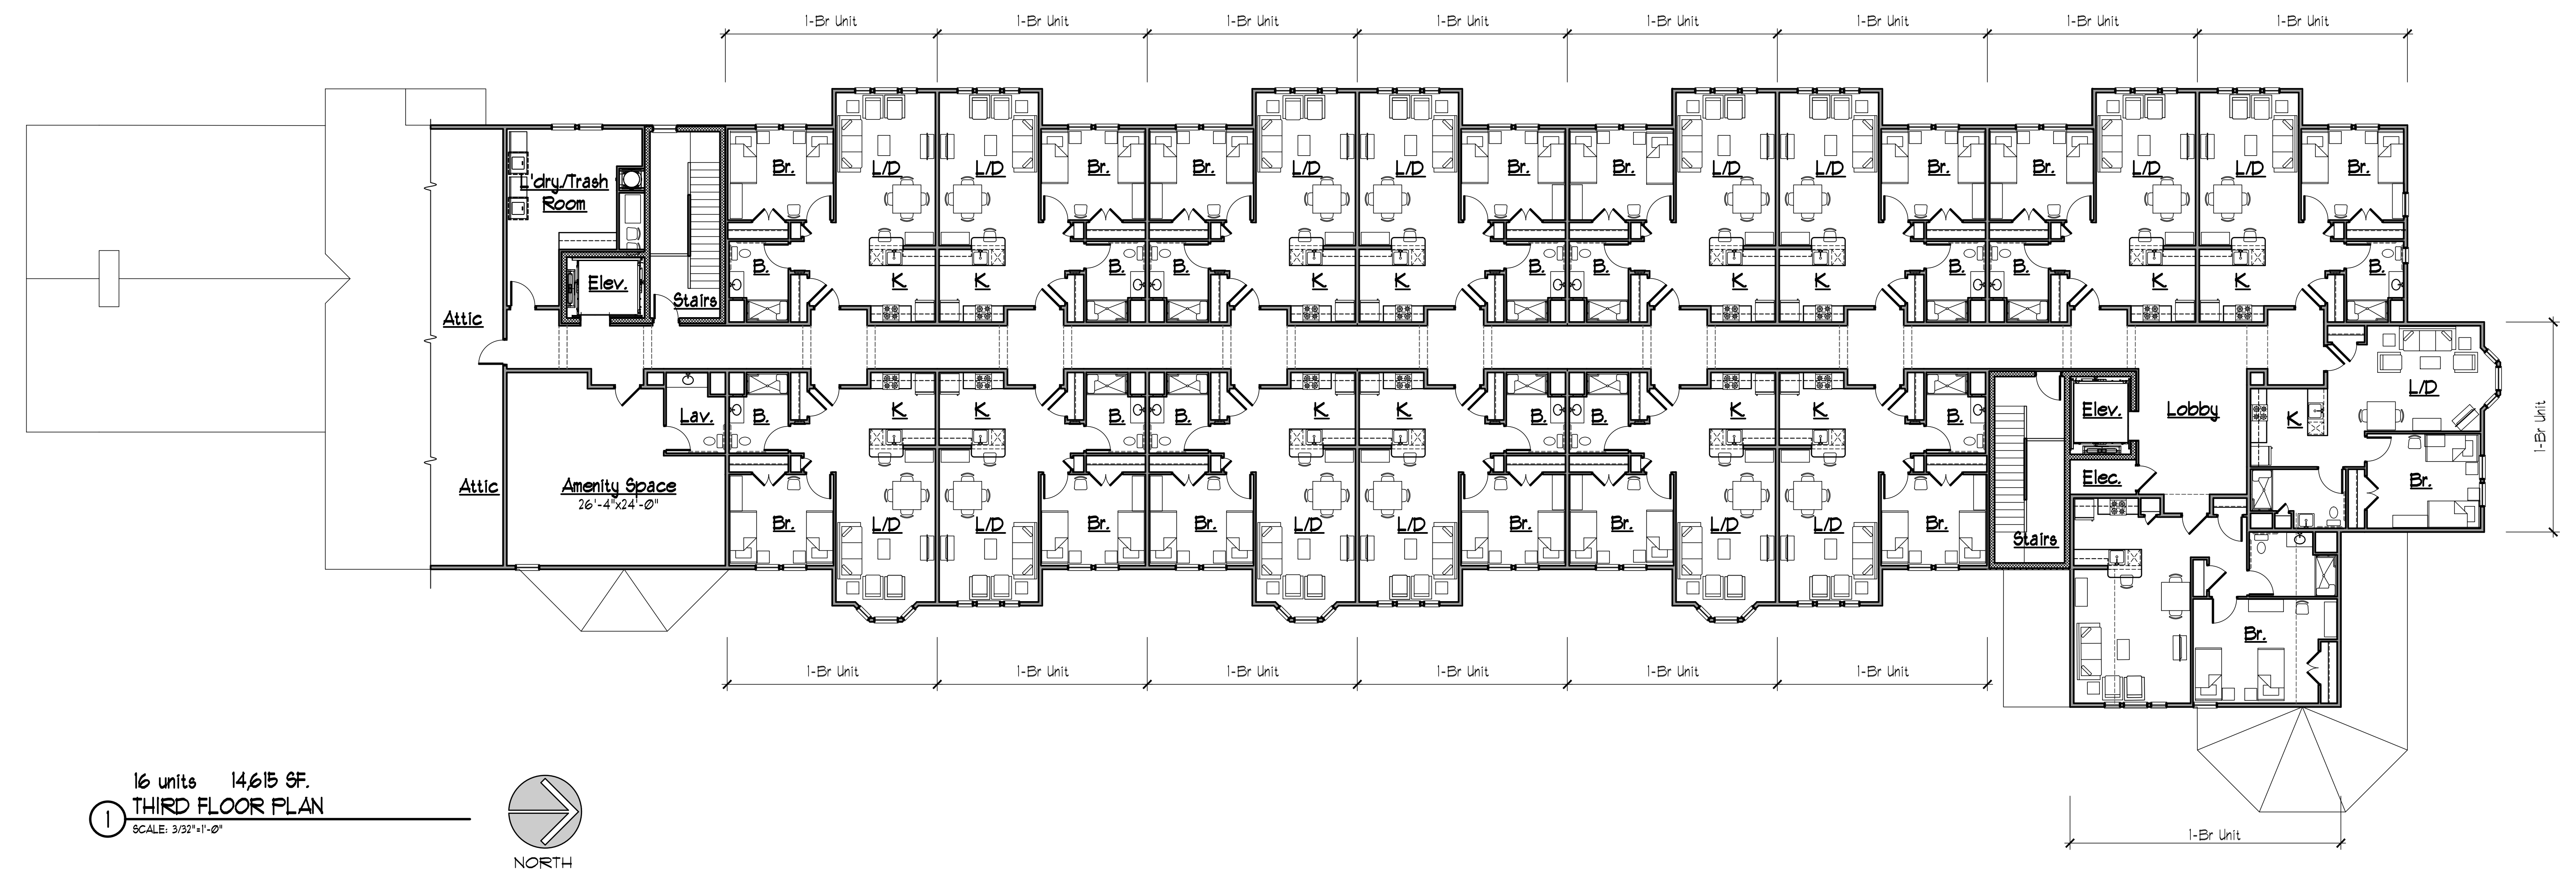 1-Br Unit 1-Br Unit 1-Br Unit 1-Br Unit 1-Br Unit 1-Br Unit 1-Br Unit 1-Br Unit
Br. L/D L/D Br. Br. L/D L/D Br. Br. L/D L/D Br. Br. L/D L/D Br.
L'dry./Trash
Room
B. B. B. B. B. B. B. B.
Elev. K K K K K K K K
Stairs
Attic
L/D
1-Br Unit
Lav. B. K K B. B. K K B. B. K K B. Elev. Lobby K
Attic Amenity Space Elec. Br.
26'-4"x24'-0"
Br. L/D L/D Br. Br. L/D L/D Br. Br. L/D L/D Br.
Stairs
Br.
1-Br Unit 1-Br Unit 1-Br Unit 1-Br Unit 1-Br Unit 1-Br Unit
16 units 14,615 SF.
1 THIRD FLOOR PLAN
SCALE: 3/32"=1'-0"
NORTH
1-Br Unit